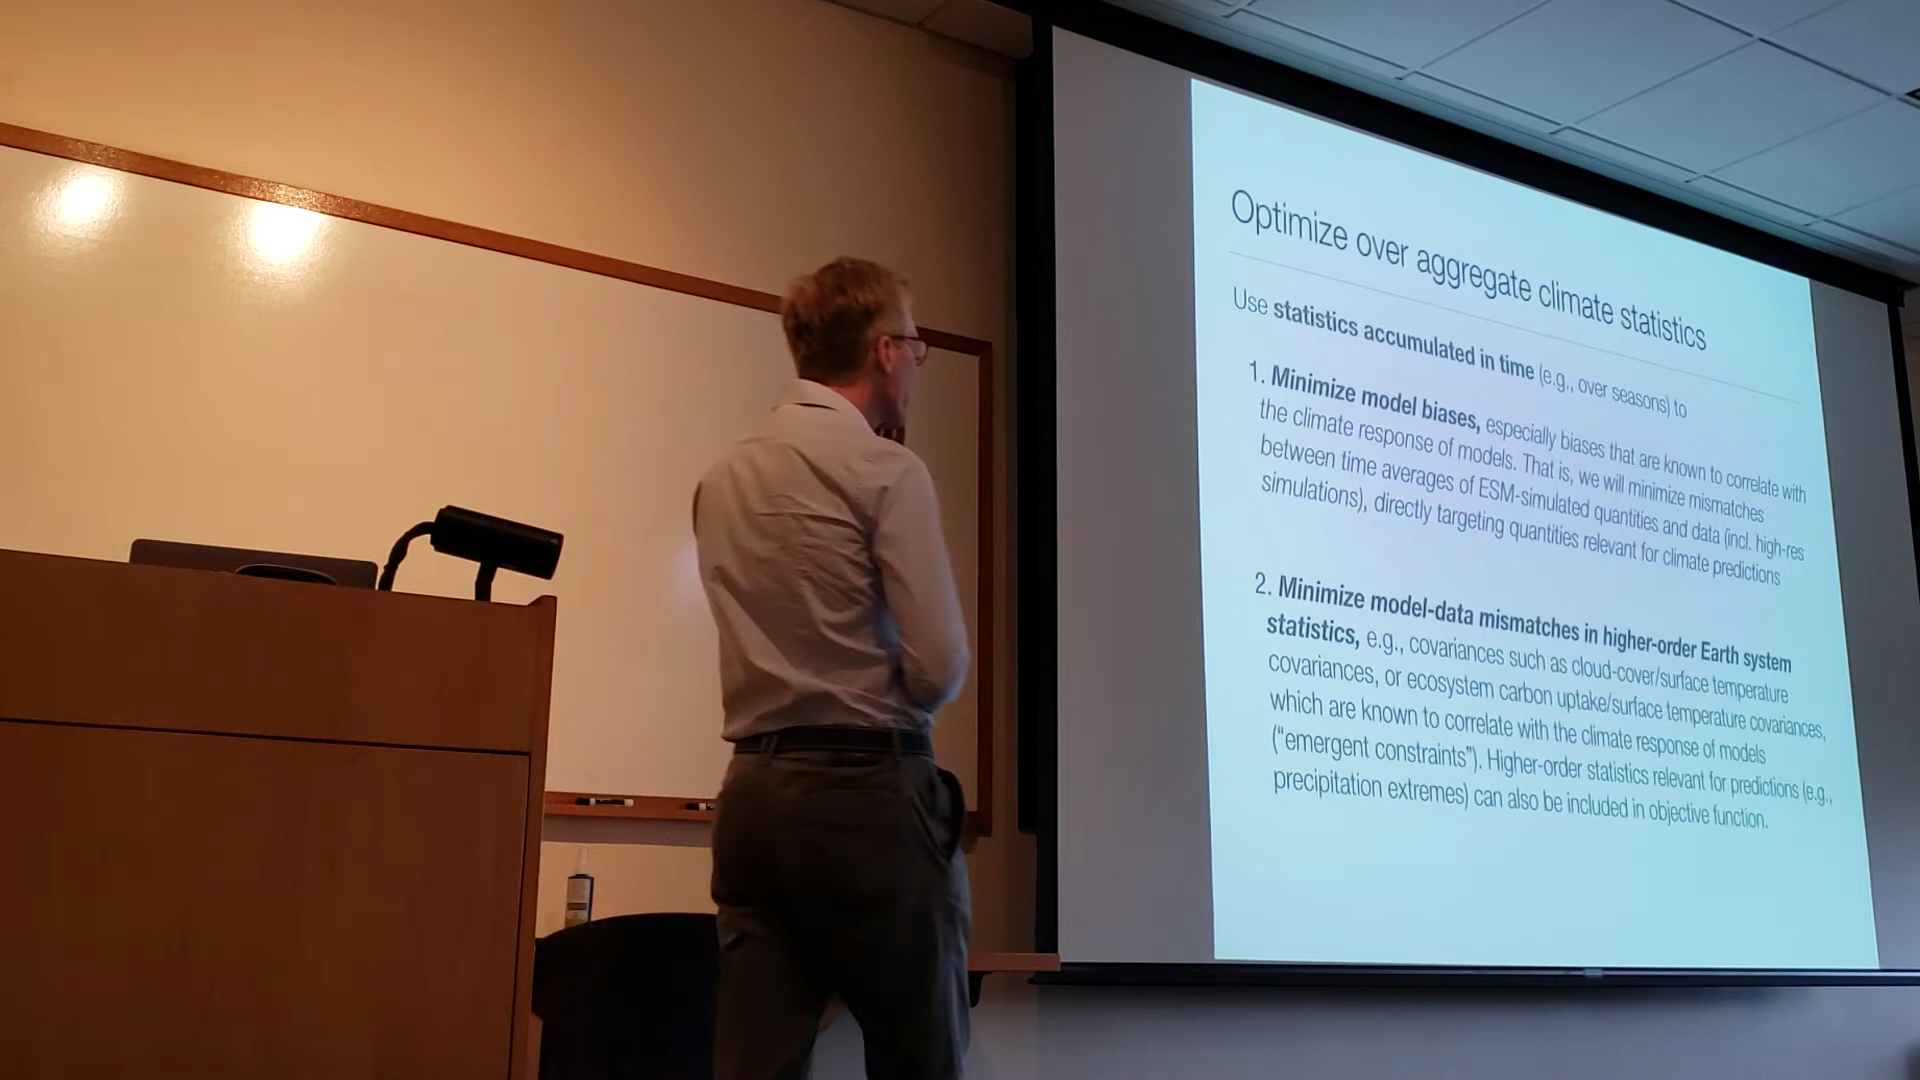 Optimize over aggregate climate statistics
Use statistics accumulated in time (e.g., over seasons) to
1. Minimize model biases, especially biases that are known to correlate with
the climate response of models. That is, we will minimize mismatches
between time averages of ESM-simulated quantities and data (incl. high-res
simulations), directly targeting quantities relevant for climate predictions
2. Minimize model-data mismatches in higher-order Earth system
statistics, e.g., covariances such as cloud-cover/surface temperature
covariances, or ecosystem carbon uptake/surface temperature covariances,
which are known to correlate with the climate response of models
(“emergent constraints”). Higher-order statistics relevant for predictions (e.g.,
precipitation extremes) can also be included in objective function.